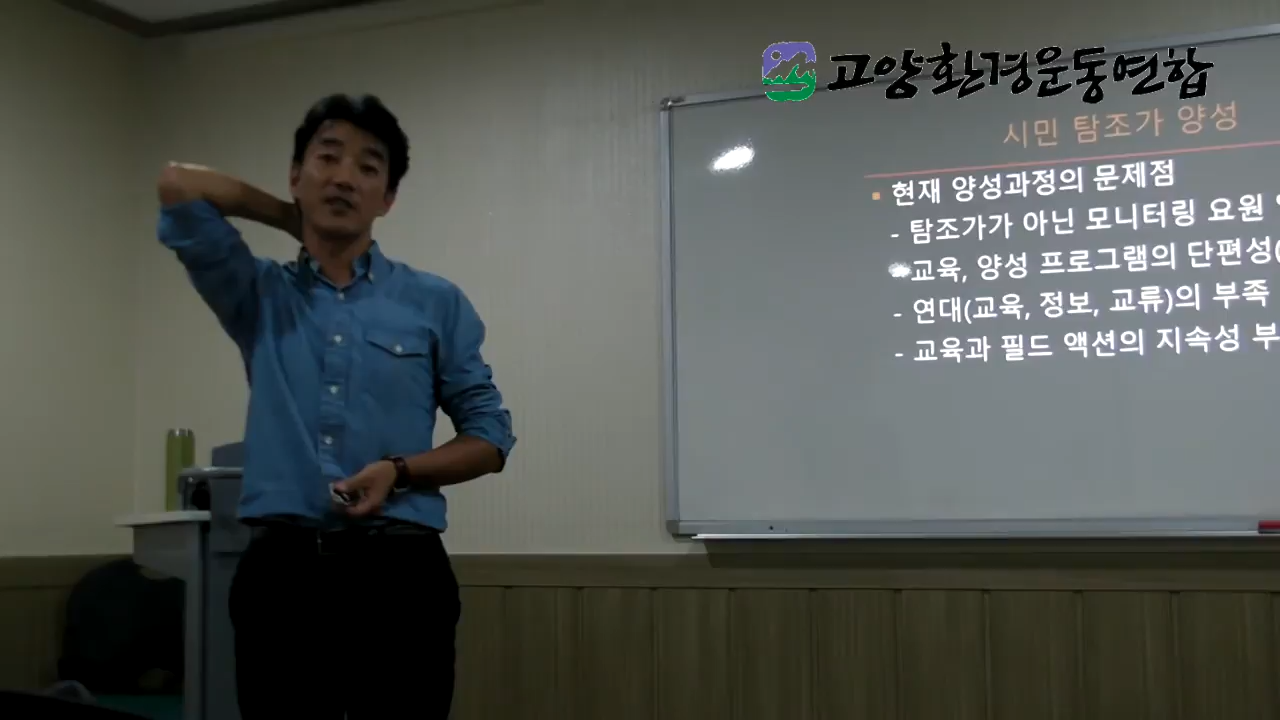 고양환경운동연합
시민 탐조가 양성
▪ 현재 양성과정의 문제점
- 탐조가가 아닌 모니터링 요원
- 교육, 양성 프로그램의 단편성(
- 연대(교육, 정보, 교류)의 부족
- 교육과 필드 액션의 지속성 부